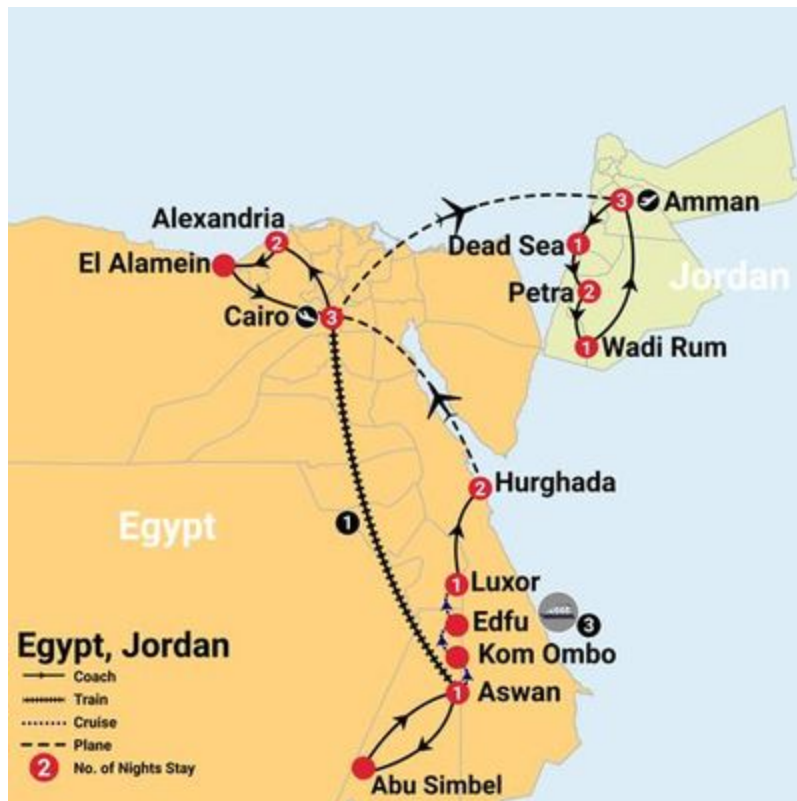 Alexandria
2
El Alamein
Cairo
3
3
Amman
Dead Sea
1
Petra
2
Jordan
1
Wadi Rum
2
Hurghada
Egypt
1
1
Luxor
Edfu
3
Kom Ombo
1
Aswan
Abu Simbel
Egypt, Jordan
Coach
Train
Cruise
Plane
2
No. of Nights Stay